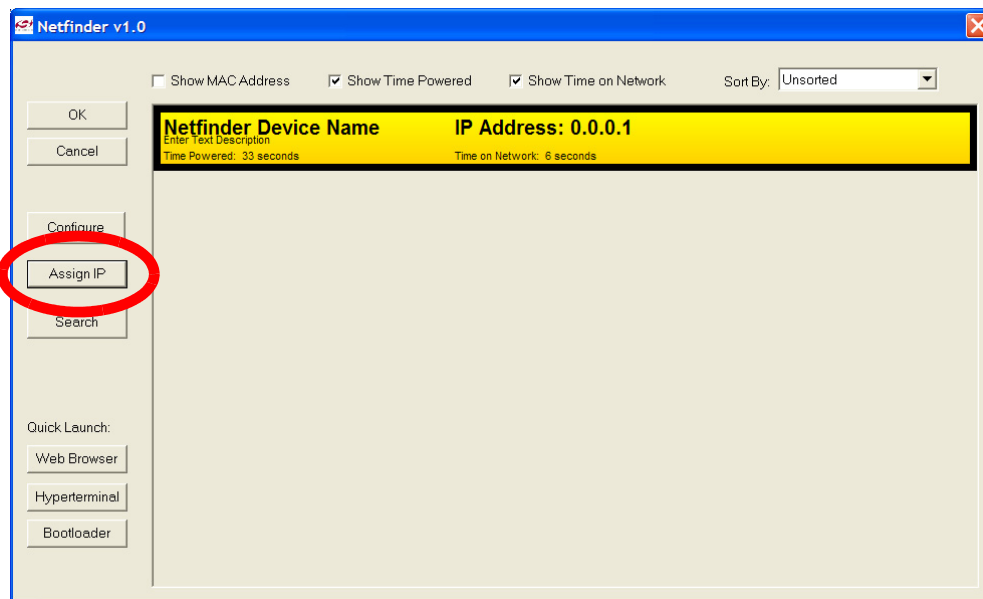 Netfinder v1.0
Show MAC Address Show Time Powered Show Time on Network Sort By: Unsorted
OK
Cancel
Configure
Assign IP
Search
Quick Launch:
Web Browser
Hyperterminal
Bootloader
Netfinder Device Name IP Address: 0.0.0.1
Enter Text Description
Time Powered: 33 seconds Time on Network: 6 seconds